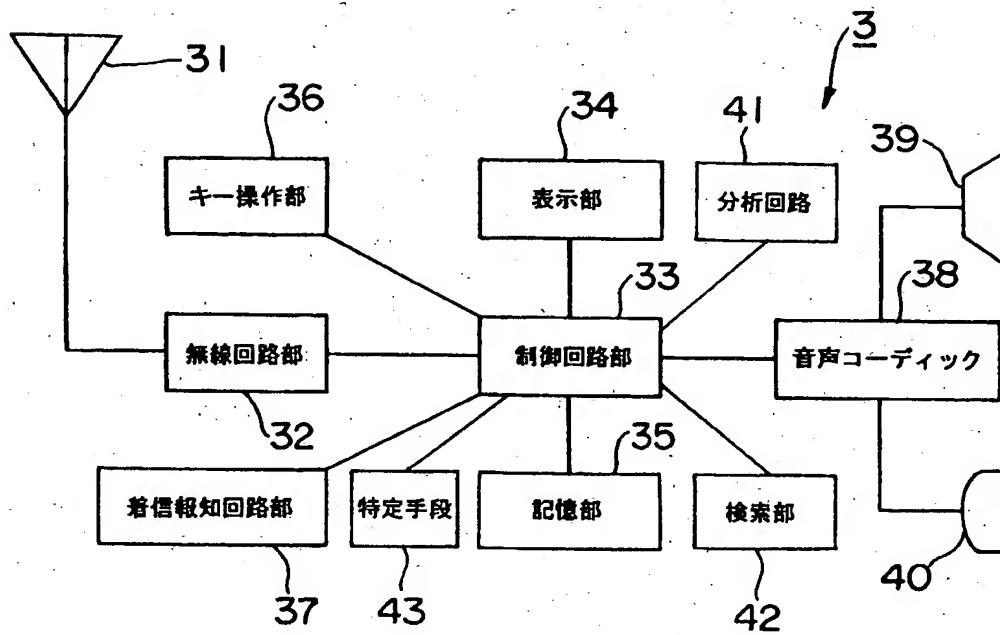 3
31
36
34
41
39
キー操作部
表示部
分析回路
33
38
無線回路部
制御回路部
音声コーディック
32
35
着信報知回路部
特定手段
記憶部
検索部
40
37
43
42